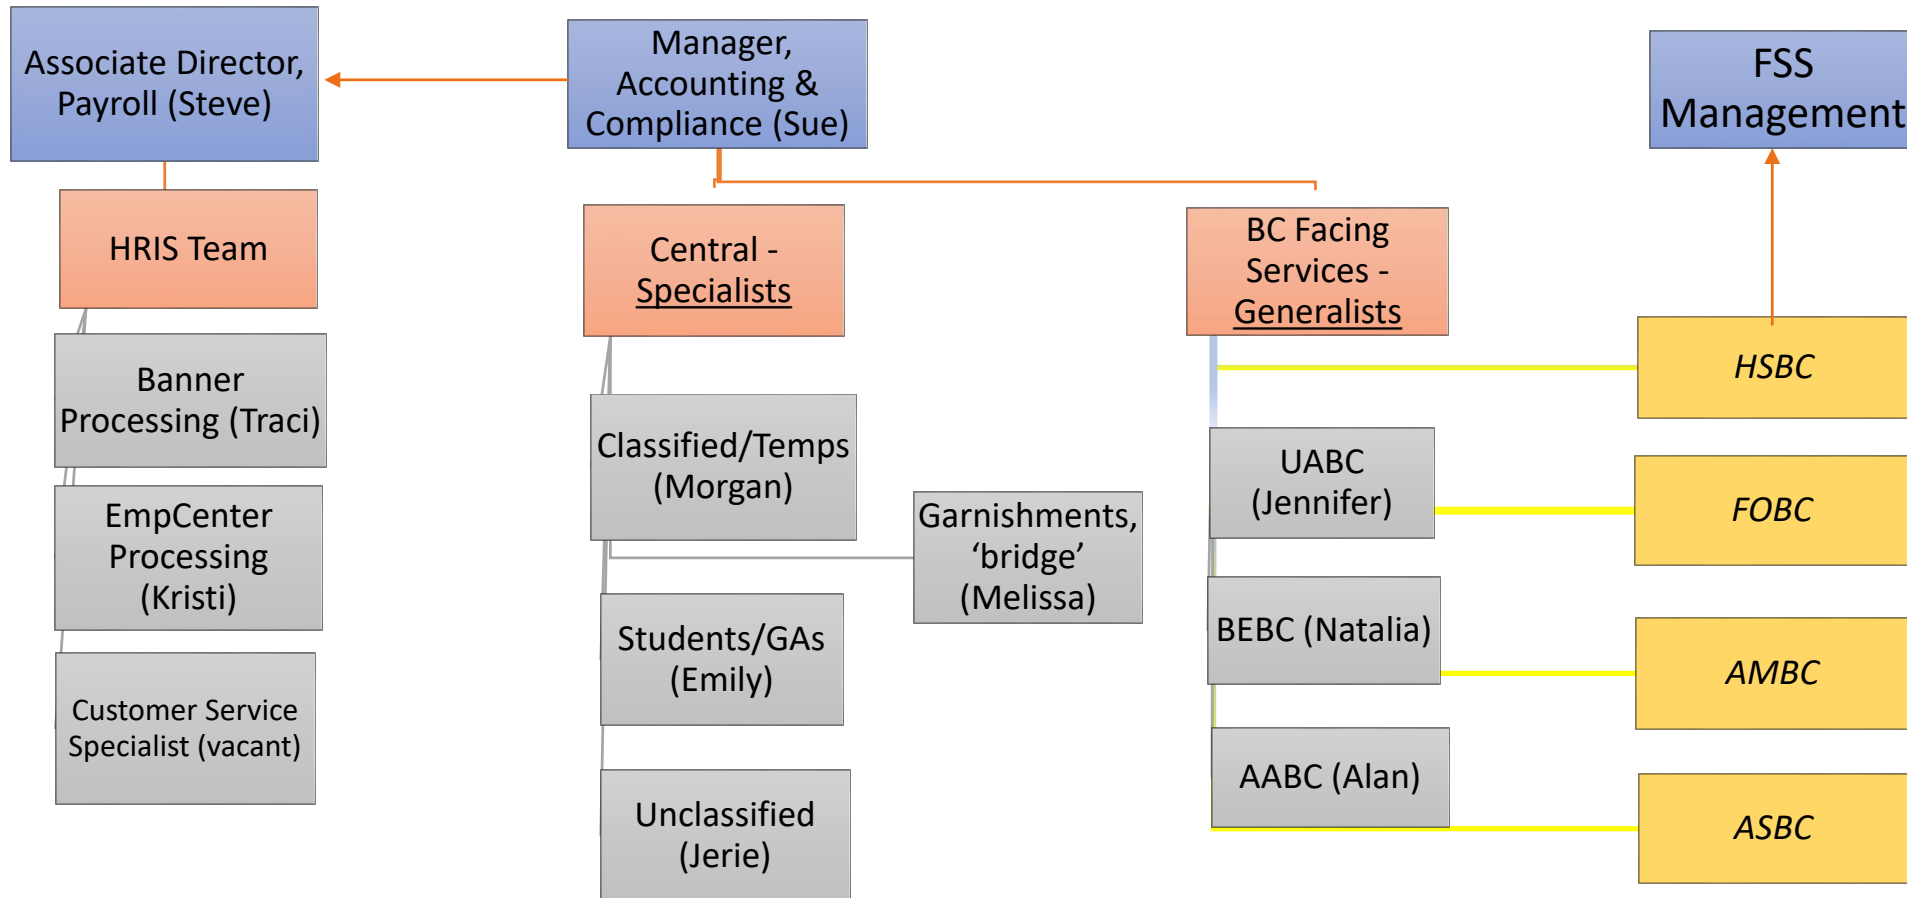 Associate Director,
Payroll (Steve)
Manager,
Accounting &
Compliance (Sue)
FSS
Management
HRIS Team
Central -
Specialists
BC Facing
Services -
Generalists
Banner
Processing (Traci)
EmpCenter
Processing
(Kristi)
Customer Service
Specialist (vacant)
Classified/Temps
(Morgan)
Garnishments,
‘bridge’
(Melissa)
Students/GAs
(Emily)
Unclassified
(Jerie)
UABC
(Jennifer)
BEBC (Natalia)
AABC (Alan)
HSBC
FOBC
AMBC
ASBC